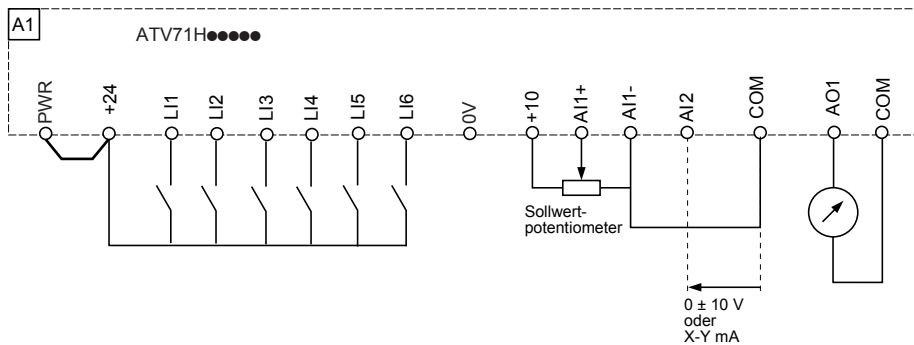 A1
ATV71H●●●●●
PWR
+24
LI1
LI2
LI3
LI4
LI5
LI6
0V
+10
AI1+
AI1-
AI2
COM
AO1
COM
Sollwert-
potentiometer
0 ± 10 V
oder
X-Y mA